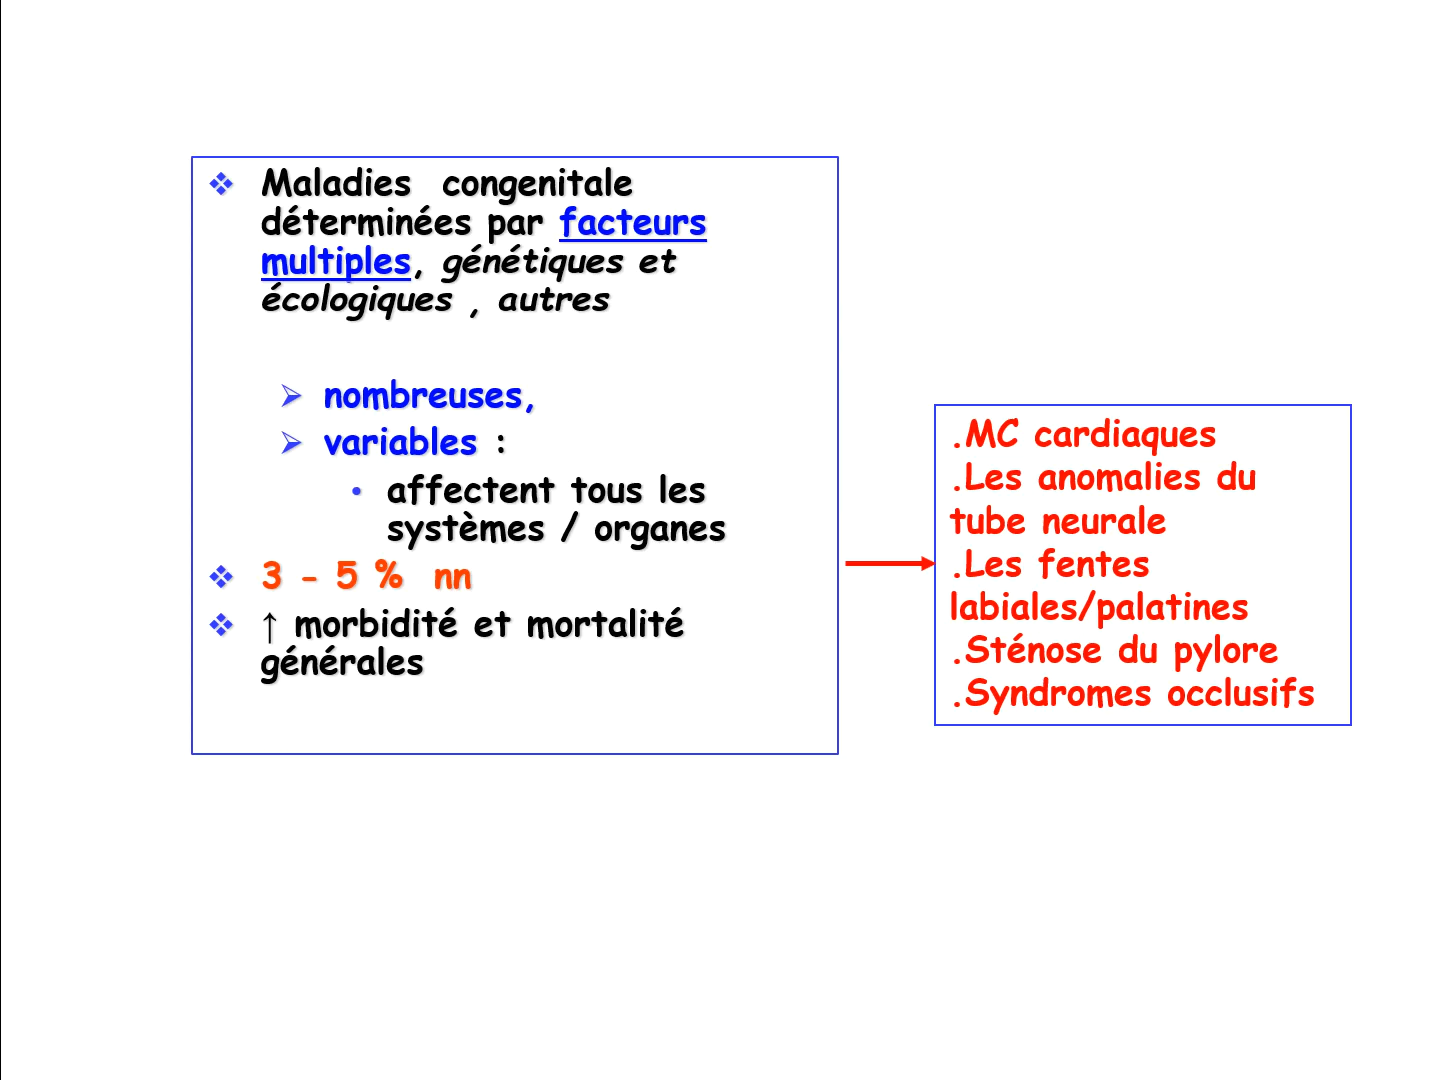 ❖ Maladies congenitale
déterminées par facteurs
multiples, génétiques et
écologiques , autres
➢ nombreuses,
➢ variables :
• affectent tous les
systèmes / organes
❖ 3 - 5 % nn
❖ ↑ morbidité et mortalité
générales
.MC cardiaques
.Les anomalies du
tube neurale
.Les fentes
labiales/palatines
.Sténose du pylore
.Syndromes occlusifs